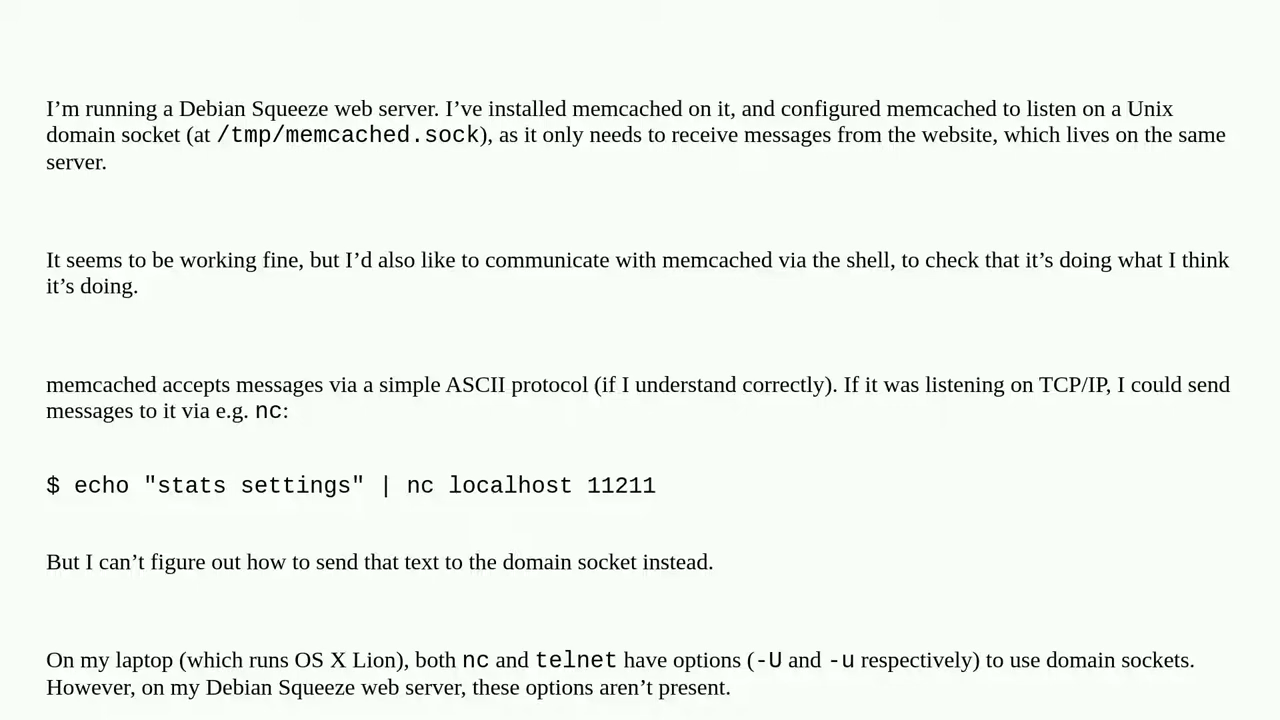 I’m running a Debian Squeeze web server. I’ve installed memcached on it, and configured memcached to listen on a Unix
domain socket (at /tmp/memcached.sock), as it only needs to receive messages from the website, which lives on the same
server.
It seems to be working fine, but I’d also like to communicate with memcached via the shell, to check that it’s doing what I think
it’s doing.
memcached accepts messages via a simple ASCII protocol (if I understand correctly). If it was listening on TCP/IP, I could send
messages to it via e.g. nc:
$ echo "stats settings" | nc localhost 11211
But I can’t figure out how to send that text to the domain socket instead.
On my laptop (which runs OS X Lion), both nc and telnet have options (-U and -u respectively) to use domain sockets.
However, on my Debian Squeeze web server, these options aren’t present.